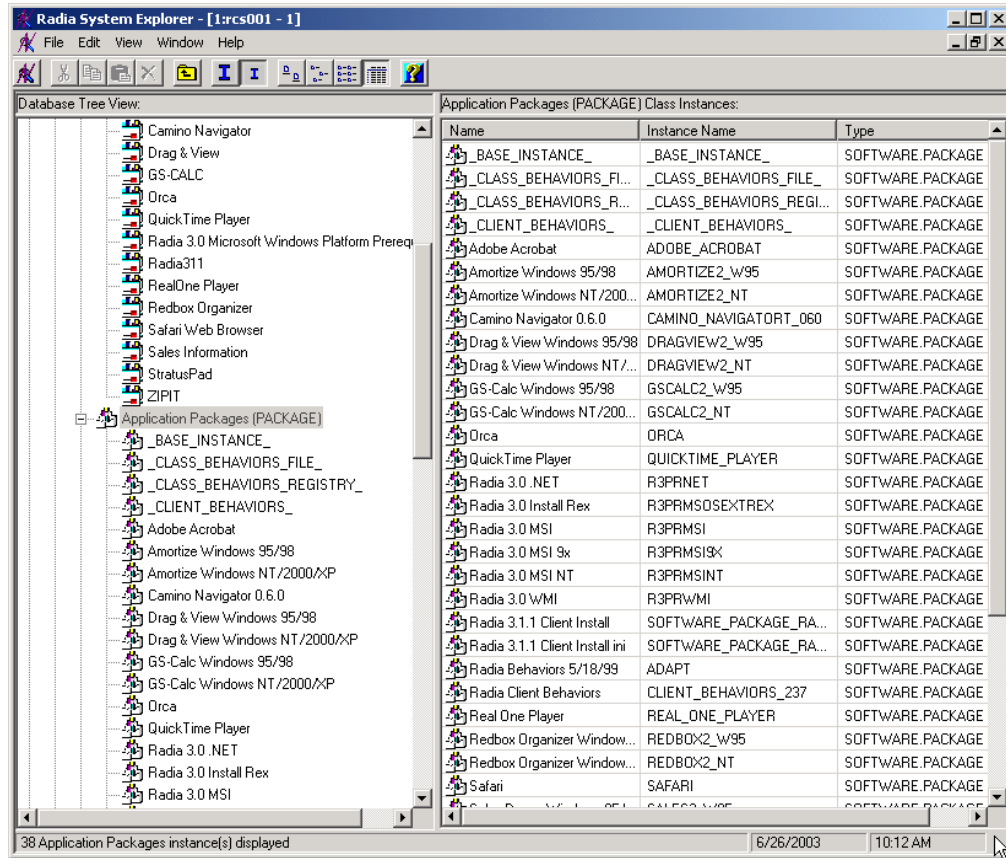 Radia System Explorer - [1:rcs001 - 1]
File Edit View Window Help
Database Tree View:
Camino Navigator
Drag & View
GS-CALC
Orca
QuickTime Player
Radia 3.0 Microsoft Windows Platform Prerequ
Radia311
RealOne Player
Redbox Organizer
Safari Web Browser
Sales Information
StratusPad
ZIPIT
Application Packages (PACKAGE)
_BASE_INSTANCE_
_CLASS_BEHAVIORS_FILE_
_CLASS_BEHAVIORS_REGISTRY_
_CLIENT_BEHAVIORS_
Adobe Acrobat
Amortize Windows 95/98
Amortize Windows NT/2000/XP
Camino Navigator 0.6.0
Drag & View Windows 95/98
Drag & View Windows NT/2000/XP
GS-Calc Windows 95/98
GS-Calc Windows NT/2000/XP
Orca
QuickTime Player
Radia 3.0 .NET
Radia 3.0 Install Rex
Radia 3.0 MSI
Application Packages (PACKAGE) Class Instances:
Name Instance Name Type
_BASE_INSTANCE_ _BASE_INSTANCE_ SOFTWARE.PACKAGE
_CLASS_BEHAVIORS_FI... _CLASS_BEHAVIORS_FILE_ SOFTWARE.PACKAGE
_CLASS_BEHAVIORS_R... _CLASS_BEHAVIORS_REGI... SOFTWARE.PACKAGE
_CLIENT_BEHAVIORS_ _CLIENT_BEHAVIORS_ SOFTWARE.PACKAGE
Adobe Acrobat ADOBE_ACROBAT SOFTWARE.PACKAGE
Amortize Windows 95/98 AMORTIZE2_W95 SOFTWARE.PACKAGE
Amortize Windows NT/200... AMORTIZE2_NT SOFTWARE.PACKAGE
Camino Navigator 0.6.0 CAMINO_NAVIGATORT_060 SOFTWARE.PACKAGE
Drag & View Windows 95/98 DRAGVIEW2_W95 SOFTWARE.PACKAGE
Drag & View Windows NT/... DRAGVIEW2_NT SOFTWARE.PACKAGE
GS-Calc Windows 95/98 GSCALC2_W95 SOFTWARE.PACKAGE
GS-Calc Windows NT/200... GSCALC2_NT SOFTWARE.PACKAGE
Orca ORCA SOFTWARE.PACKAGE
QuickTime Player QUICKTIME_PLAYER SOFTWARE.PACKAGE
Radia 3.0 .NET R3PRNET SOFTWARE.PACKAGE
Radia 3.0 Install Rex R3PRMSOSEXTREX SOFTWARE.PACKAGE
Radia 3.0 MSI R3PRMSI SOFTWARE.PACKAGE
Radia 3.0 MSI 9x R3PRMSI9X SOFTWARE.PACKAGE
Radia 3.0 MSI NT R3PRMSINT SOFTWARE.PACKAGE
Radia 3.0 WMI R3PRWMI SOFTWARE.PACKAGE
Radia 3.1.1 Client Install SOFTWARE_PACKAGE_RA... SOFTWARE.PACKAGE
Radia 3.1.1 Client Install ini SOFTWARE_PACKAGE_RA... SOFTWARE.PACKAGE
Radia Behaviors 5/18/99 ADAPT SOFTWARE.PACKAGE
Radia Client Behaviors CLIENT_BEHAVIORS_237 SOFTWARE.PACKAGE
Real One Player REAL_ONE_PLAYER SOFTWARE.PACKAGE
Redbox Organizer Window... REDBOX2_W95 SOFTWARE.PACKAGE
Redbox Organizer Window... REDBOX2_NT SOFTWARE.PACKAGE
Safari SAFARI SOFTWARE.PACKAGE
38 Application Packages instance(s) displayed 6/26/2003 10:12 AM